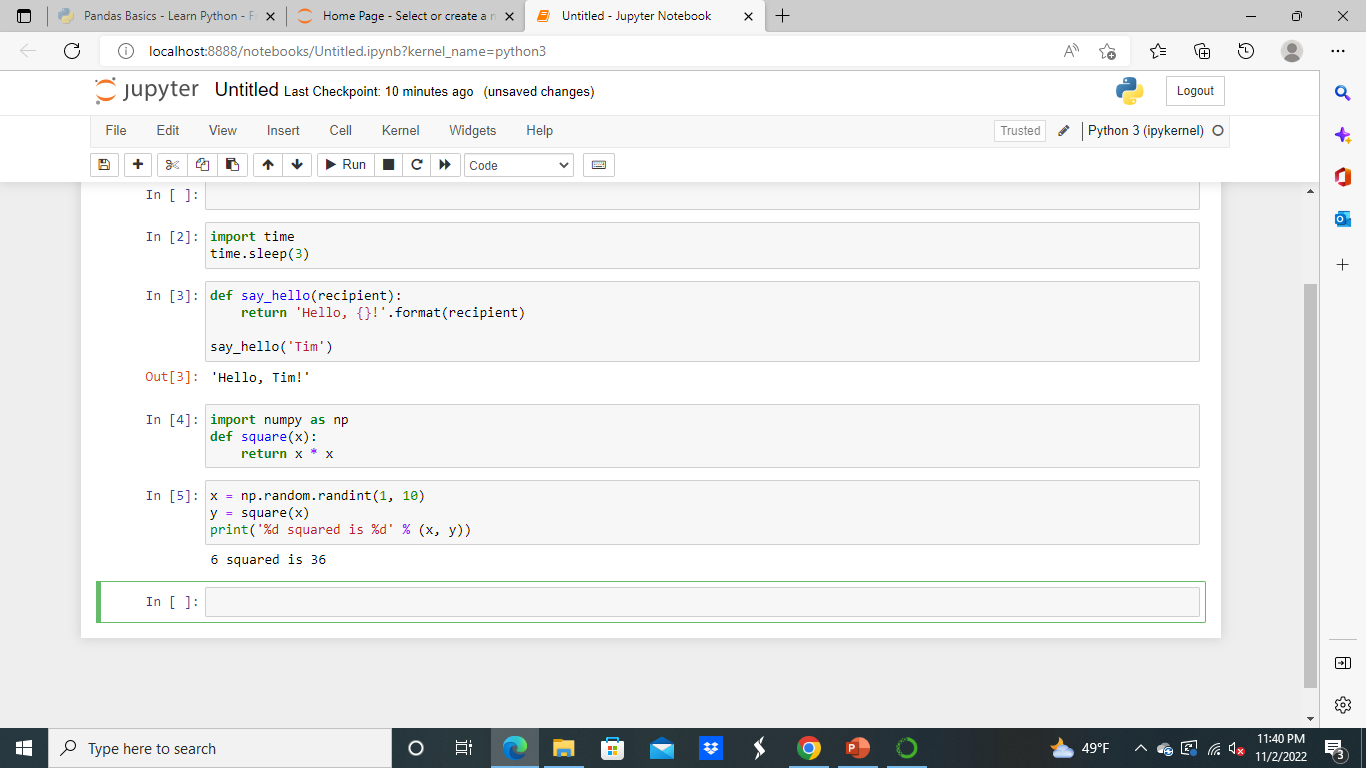 Pandas Basics - Learn Python - F
Home Page - Select or create a n
Untitled - Jupyter Notebook
localhost:8888/notebooks/Untitled.ipynb?kernel_name=python3
jupyter Untitled Last Checkpoint: 10 minutes ago (unsaved changes)
Logout
File Edit View Insert Cell Kernel Widgets Help
Trusted
Python 3 (ipykernel)
Run
Code
In [ ]:
In [2]: import time
time.sleep(3)
In [3]: def say_hello(recipient):
    return 'Hello, {}!'.format(recipient)
say_hello('Tim')
Out[3]: 'Hello, Tim!'
In [4]: import numpy as np
def square(x):
    return x * x
In [5]: x = np.random.randint(1, 10)
y = square(x)
print('%d squared is %d' % (x, y))
6 squared is 36
In [ ]:
Type here to search
49°F
11:40 PM
11/2/2022
3